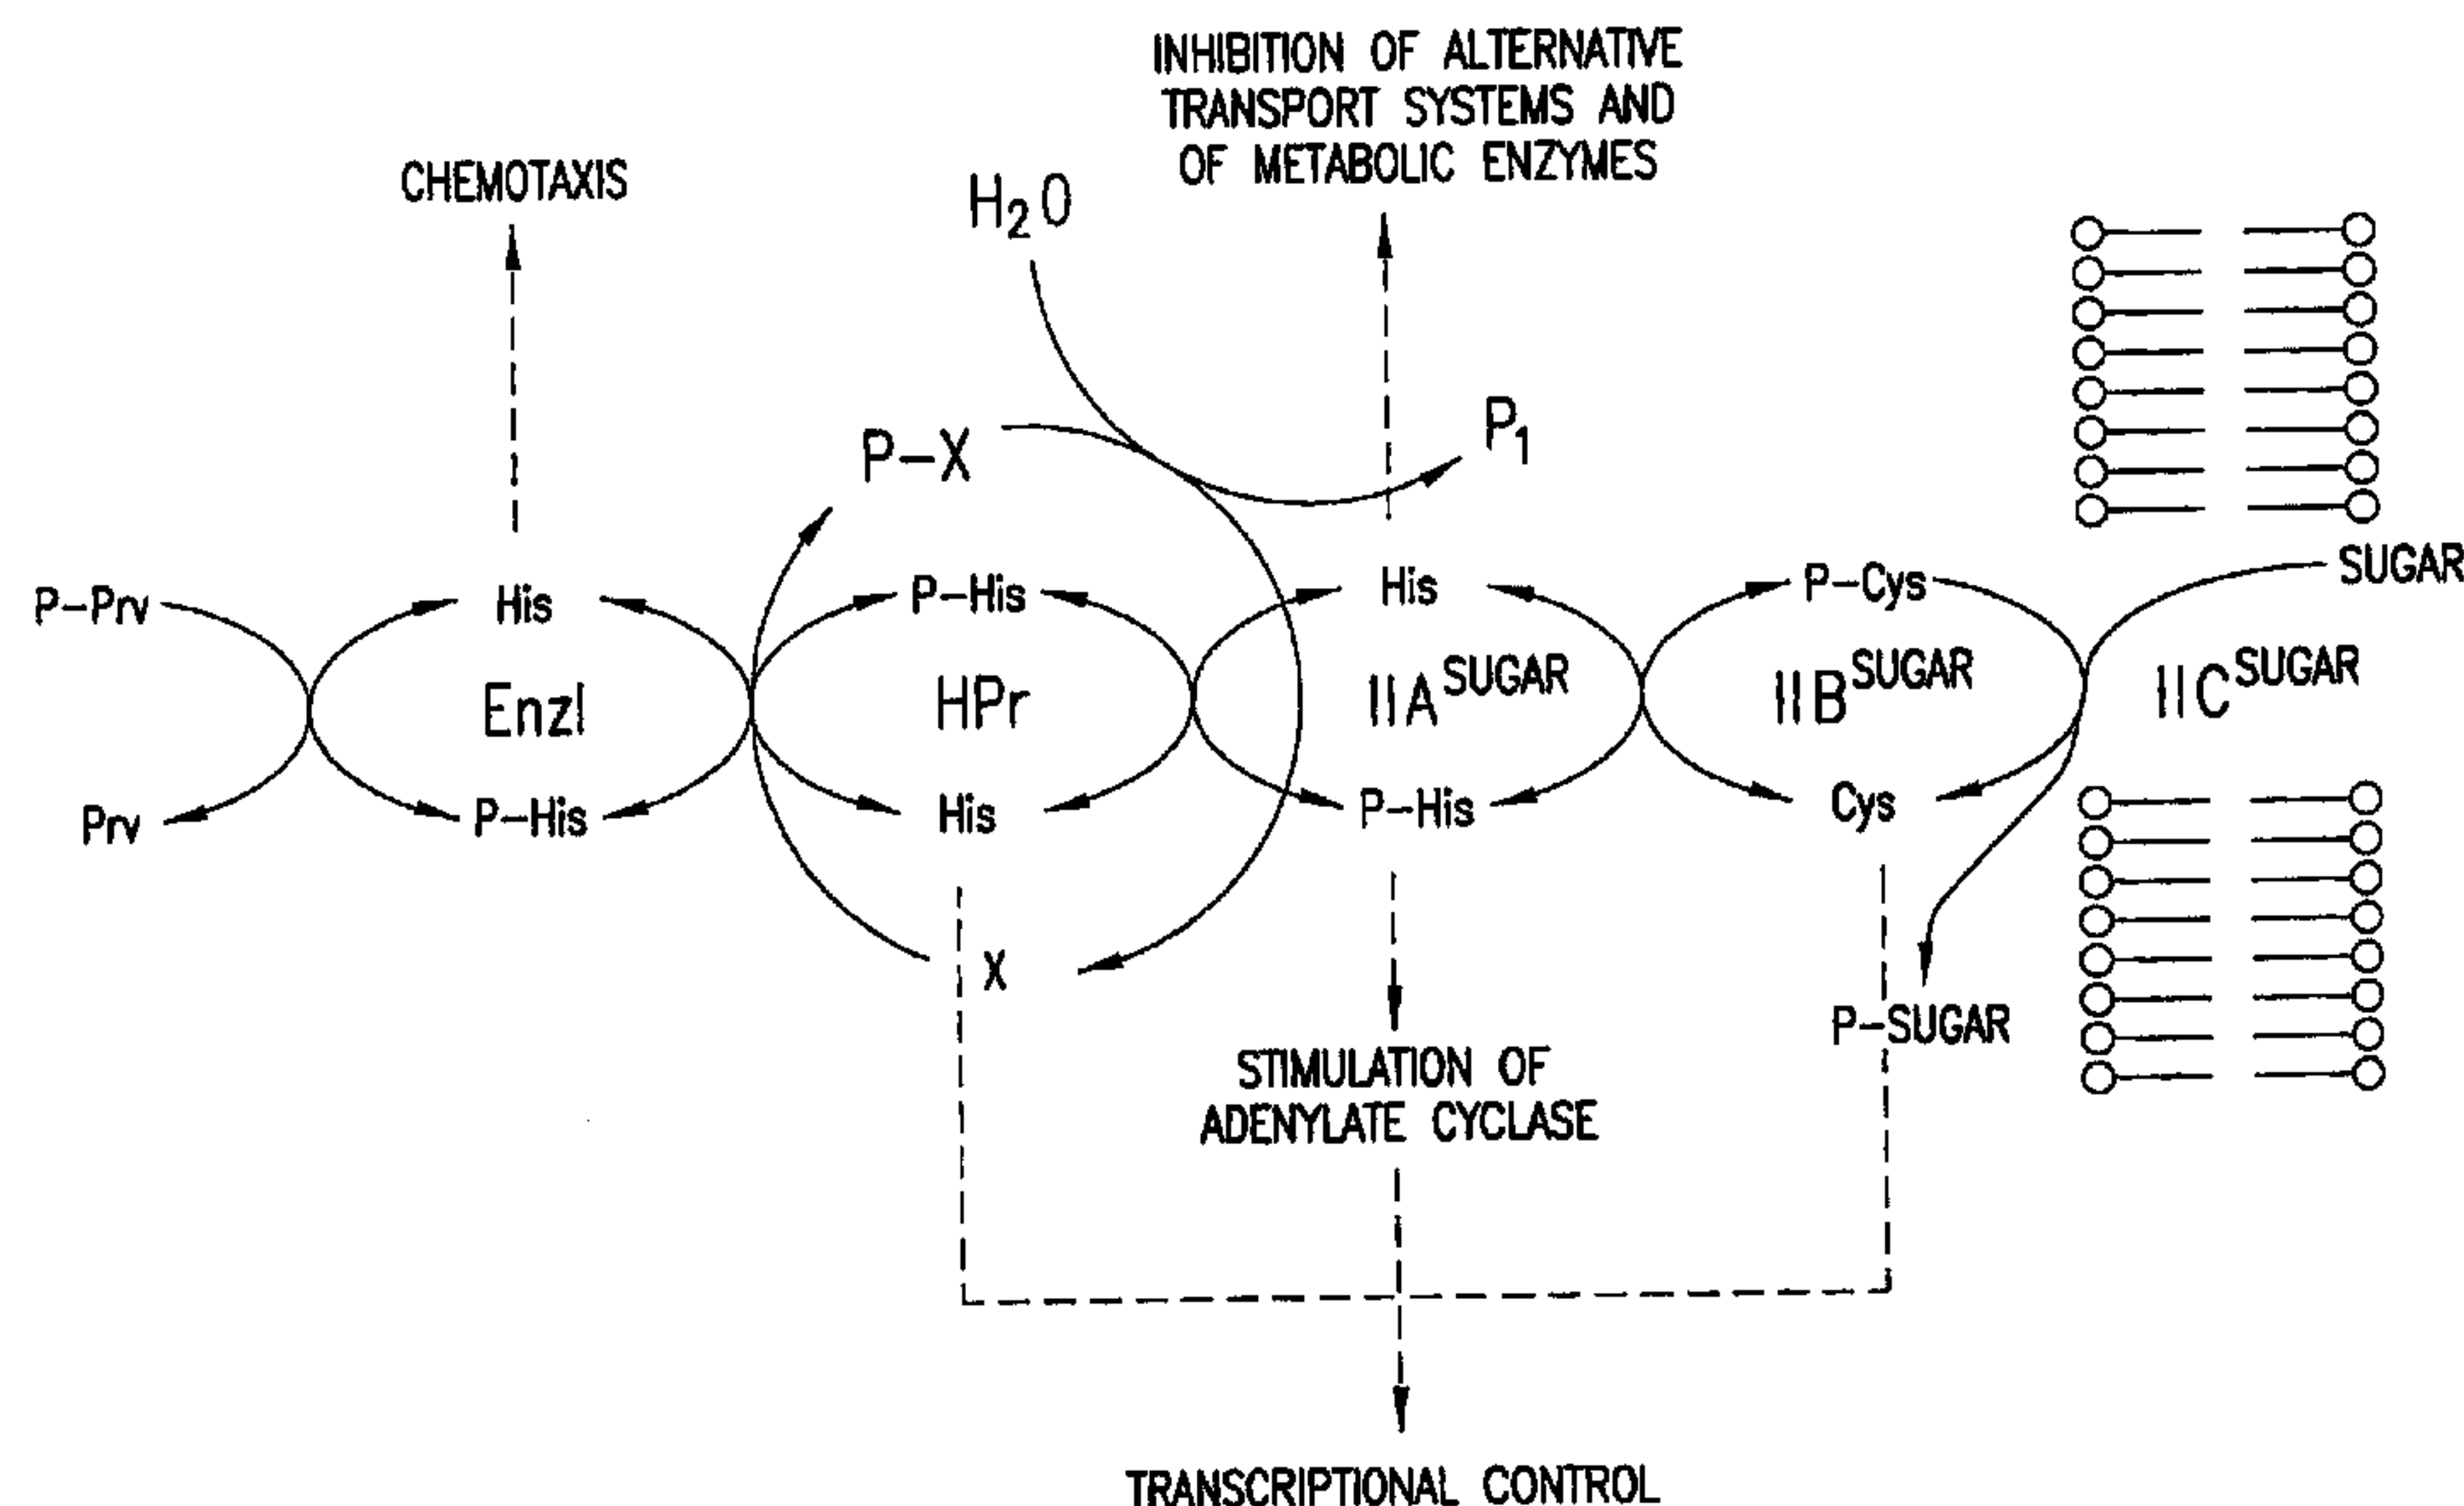 INHIBITION OF ALTERNATIVE
TRANSPORT SYSTEMS AND
OF METABOLIC ENZYMES
CHEMOTAXIS
H₂O
P₁
P–X
P–Prv
His
P–His
His
P–Cys
SUGAR
EnzI
HPr
IIA^SUGAR
IIB^SUGAR
IIC^SUGAR
Prv
P–His
His
P–His
Cys
X
P–SUGAR
STIMULATION OF
ADENYLATE CYCLASE
TRANSCRIPTIONAL CONTROL